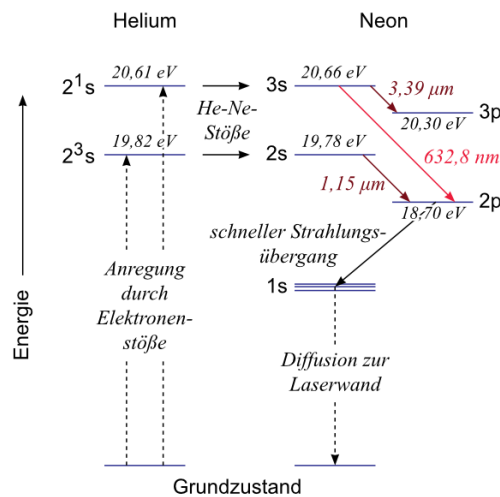 Helium
Neon
2¹s
20,61 eV
3s
20,66 eV
3,39 µm
3p
20,30 eV
He-Ne-
Stöße
632,8 nm
2³s
19,82 eV
2s
19,78 eV
1,15 µm
2p
18,70 eV
schneller Strahlungs-
übergang
1s
Anregung
durch
Elektronen-
stöße
Energie
Diffusion zur
Laserwand
Grundzustand